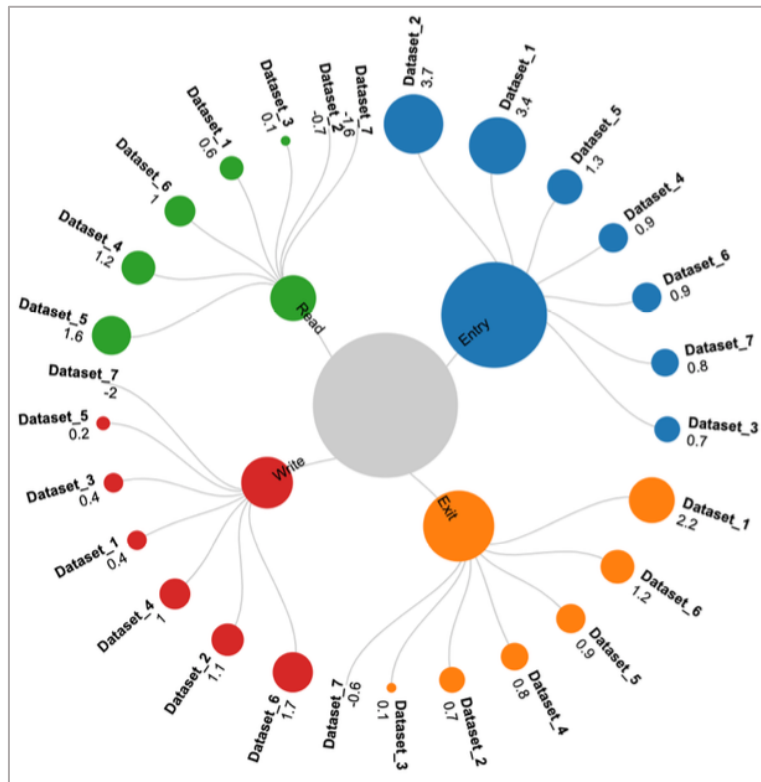 Dataset_2
3.7
Dataset_1
3.4
Dataset_5
1.3
Dataset_4
0.9
Dataset_6
0.9
Dataset_7
0.8
Dataset_3
0.7
Entry
Dataset_1
2.2
Dataset_6
1.2
Dataset_5
0.9
Dataset_4
0.8
Dataset_2
0.7
Dataset_3
0.1
Dataset_7
-0.6
Exit
Dataset_6
1.7
Dataset_2
1.1
Dataset_4
1
Dataset_1
0.4
Dataset_3
0.4
Dataset_5
0.2
Dataset_7
-2
Write
Dataset_5
1.6
Dataset_4
1.2
Dataset_6
1
Dataset_1
0.6
Dataset_3
0.1
Dataset_2
-0.7
Dataset_7
-1.6
Read